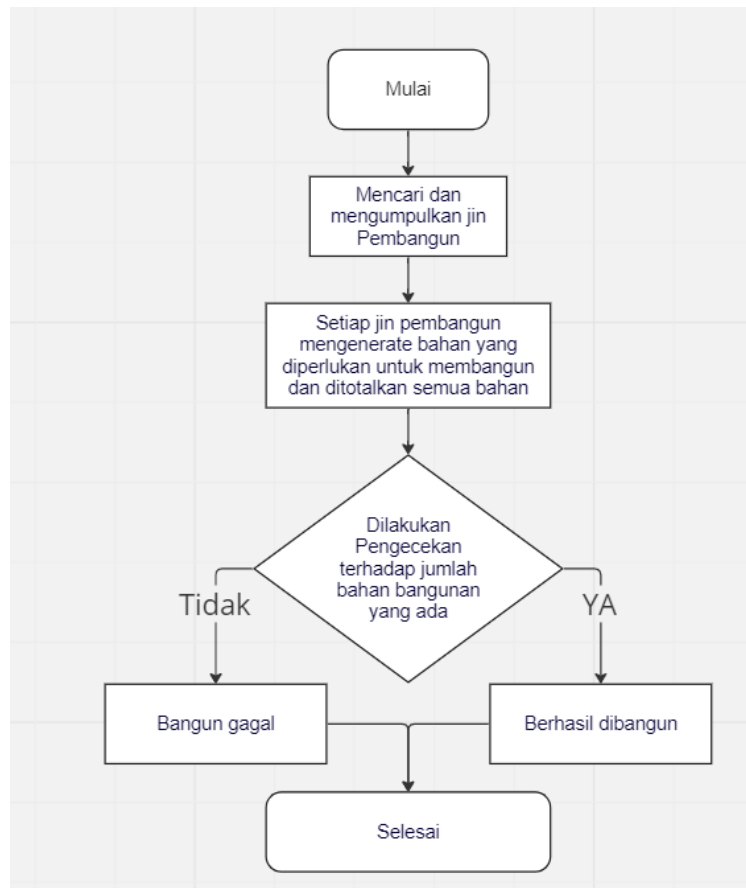 Mulai
Mencari dan
mengumpulkan jin
Pembangun
Setiap jin pembangun
mengenerate bahan yang
diperlukan untuk membangun
dan ditotalkan semua bahan
Dilakukan
Pengecekan
terhadap jumlah
bahan bangunan
yang ada
Tidak
YA
Bangun gagal
Berhasil dibangun
Selesai